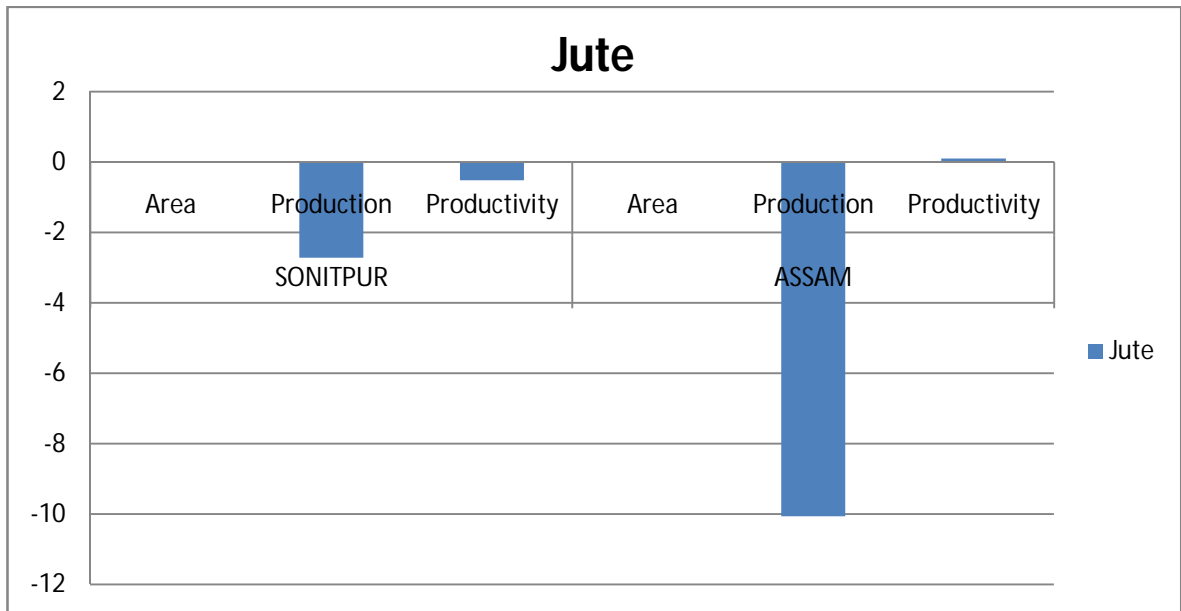 Jute
2
0
Area Production Productivity Area Production Productivity
-2
SONITPUR ASSAM
-4
Jute
-6
-8
-10
-12